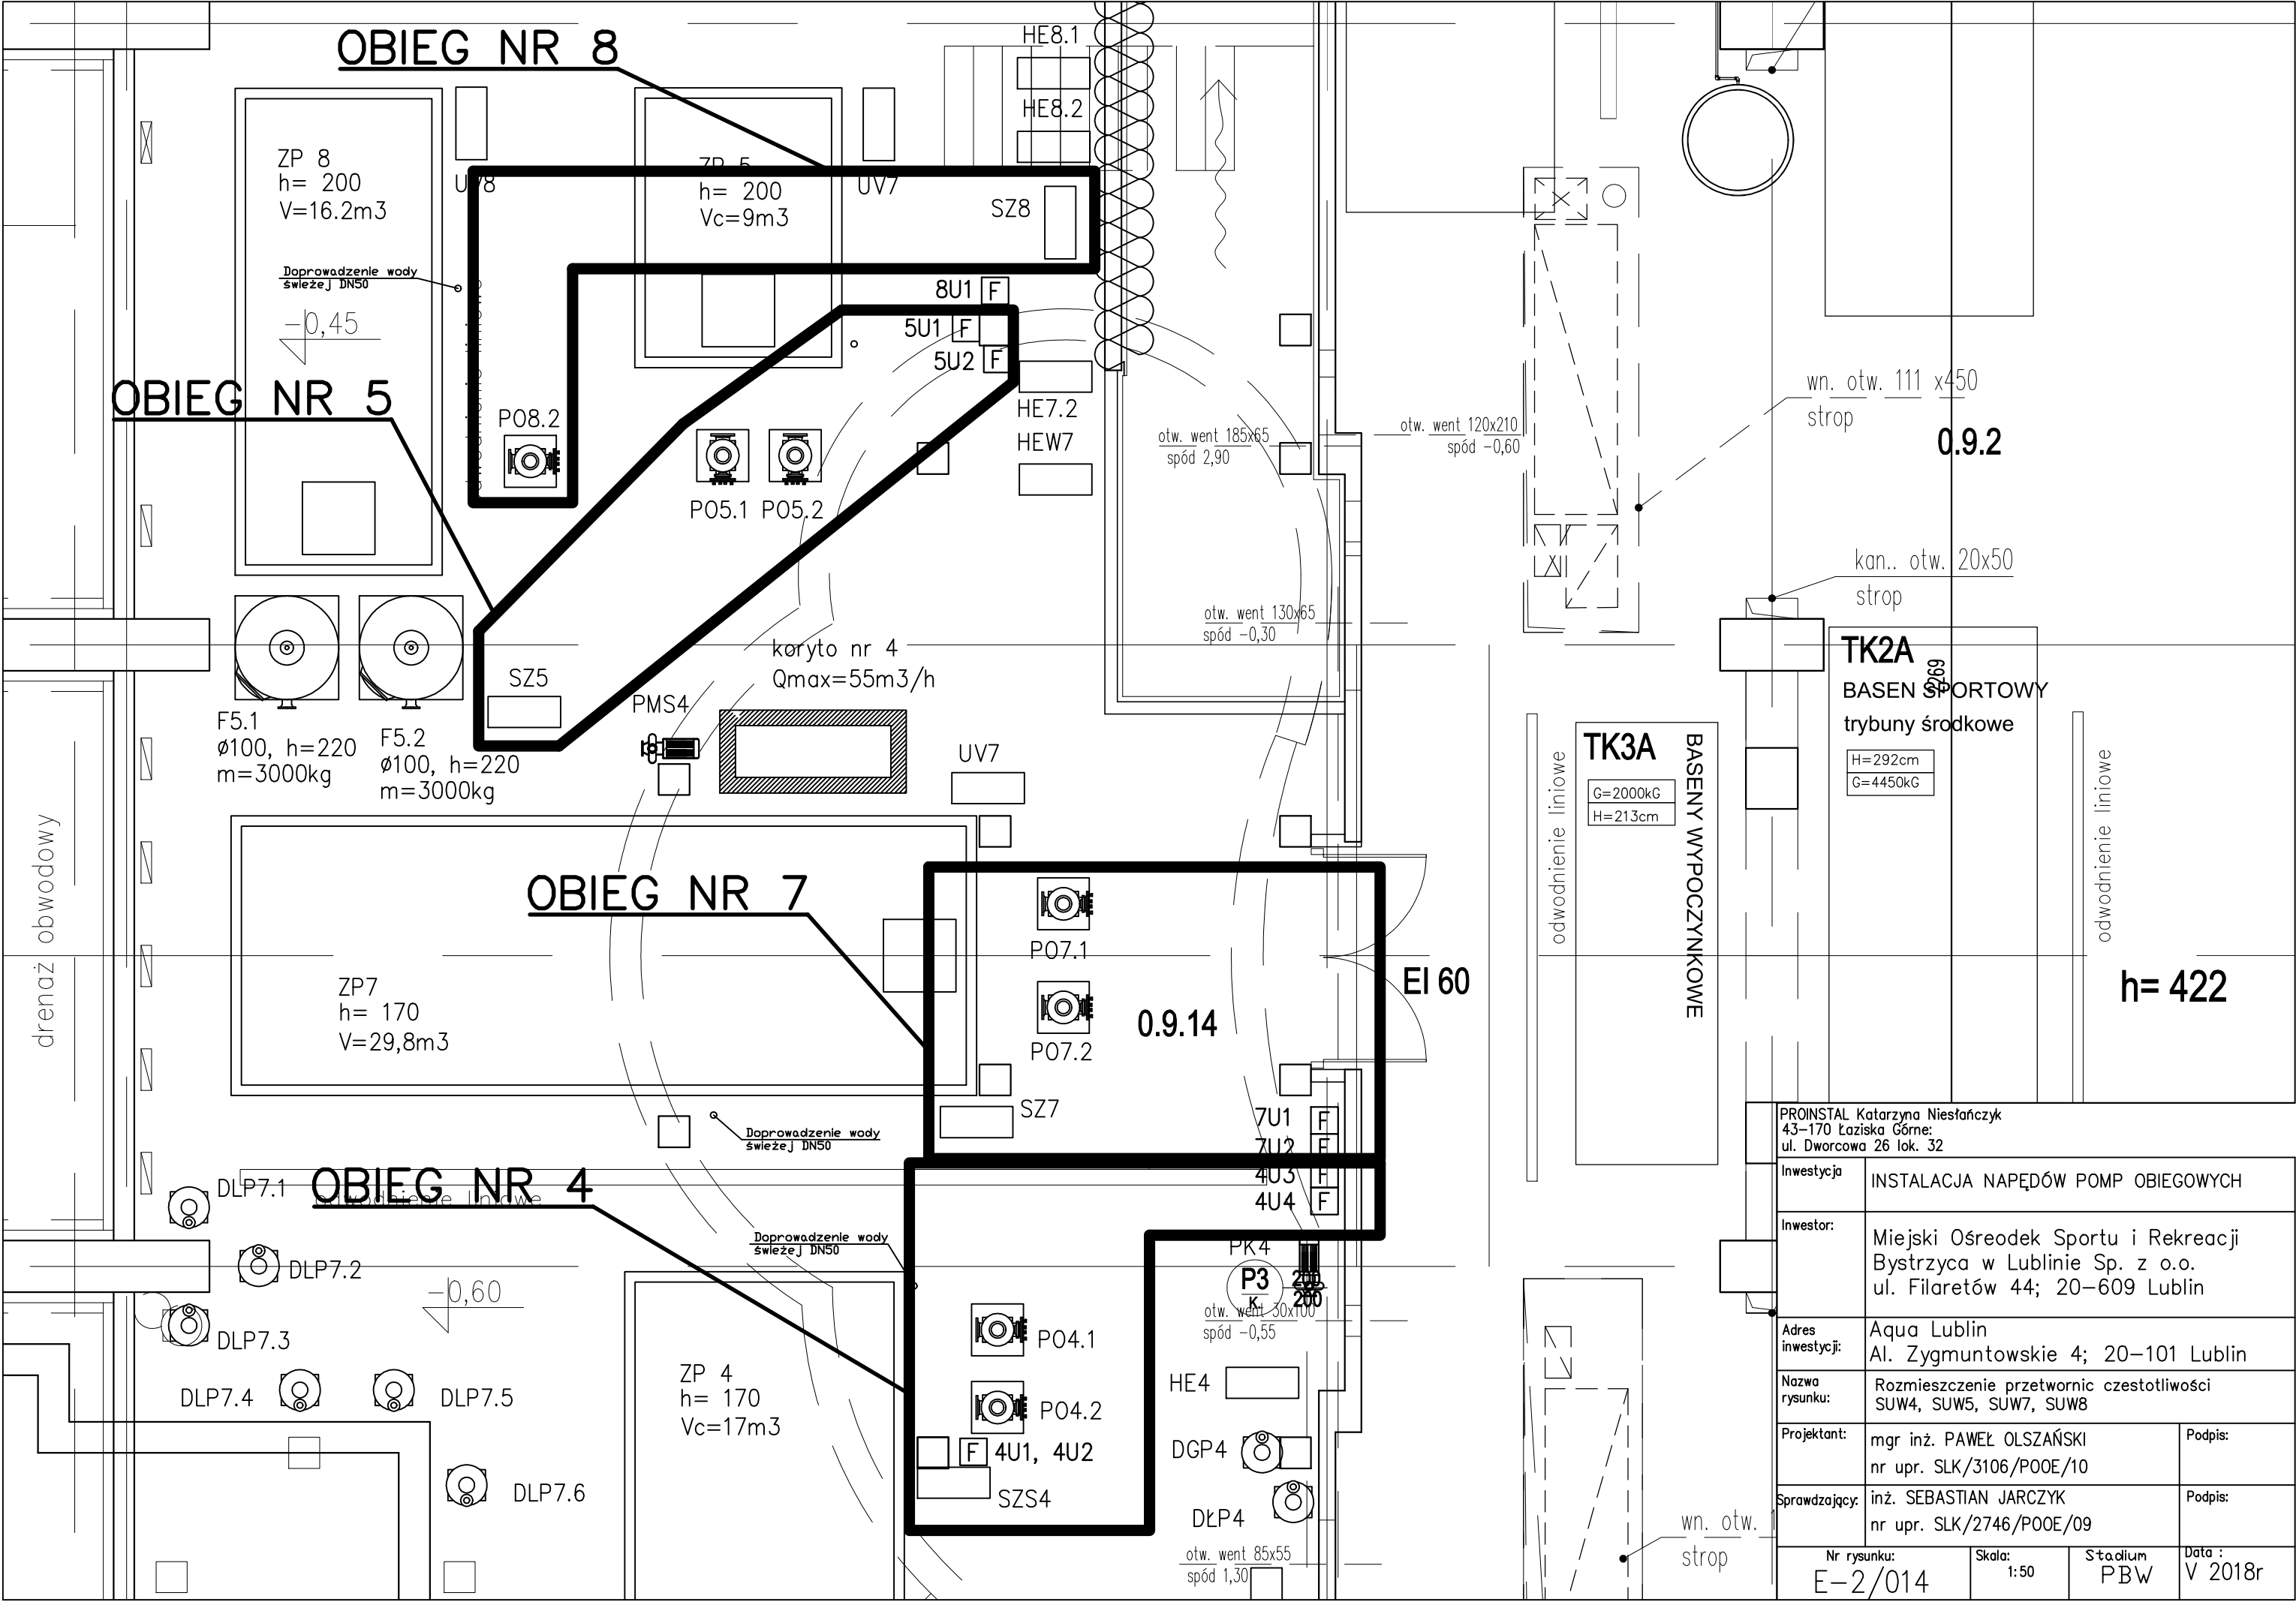 OBIEG NR 8
HE8.1
HE8.2
ZP 8
h= 200
V=16.2m3
UV8
ZP 5
h= 200
Vc=9m3
UV7
SZ8
Doprowadzenie wody
świeżej DN50
-0,45
8U1 F
5U1 F
5U2 F
OBIEG NR 5
PO8.2
HE7.2
HEW7
PO5.1 PO5.2
otw. went 185x65
spód 2,90
otw. went 120x210
spód -0,60
wn. otw. 111 x450
strop
0.9.2
kan.. otw. 20x50
strop
otw. went 130x65
spód -0,30
koryto nr 4
Qmax=55m3/h
SZ5
PMS4
F5.1
ø100, h=220
m=3000kg
F5.2
ø100, h=220
m=3000kg
UV7
TK2A
2269
BASEN SPORTOWY
trybuny środkowe
H=292cm
G=4450kG
TK3A
G=2000kG
H=213cm
BASENY WYPOCZYNKOWE
odwodnienie liniowe
odwodnienie liniowe
drenaż obwodowy
OBIEG NR 7
PO7.1
PO7.2
0.9.14
EI 60
h= 422
ZP7
h= 170
V=29,8m3
SZ7
7U1 F
7U2 F
4U3 F
4U4 F
Doprowadzenie wody
świeżej DN50
OBIEG NR 4
odwodnienie liniowe
DLP7.1
DLP7.2
DLP7.3
DLP7.4
DLP7.5
DLP7.6
-0,60
Doprowadzenie wody
świeżej DN50
PK4
P3
K
200
200
otw. went 30x100
spód -0,55
PO4.1
PO4.2
ZP 4
h= 170
Vc=17m3
HE4
F 4U1, 4U2
SZS4
DGP4
DŁP4
otw. went 85x55
spód 1,30
wn. otw.
strop
PROINSTAL Katarzyna Niesłańczyk
43-170 Łaziska Górne:
ul. Dworcowa 26 lok. 32
Inwestycja
INSTALACJA NAPĘDÓW POMP OBIEGOWYCH
Inwestor:
Miejski Ośreodek Sportu i Rekreacji
Bystrzyca w Lublinie Sp. z o.o.
ul. Filaretów 44; 20-609 Lublin
Adres
inwestycji:
Aqua Lublin
Al. Zygmuntowskie 4; 20-101 Lublin
Nazwa
rysunku:
Rozmieszczenie przetwornic czestotliwości
SUW4, SUW5, SUW7, SUW8
Projektant:
mgr inż. PAWEŁ OLSZAŃSKI
nr upr. SLK/3106/POOE/10
Podpis:
Sprawdzający:
inż. SEBASTIAN JARCZYK
nr upr. SLK/2746/POOE/09
Podpis:
Nr rysunku:
E-2/014
Skala:
1:50
Stadium
PBW
Data :
V 2018r